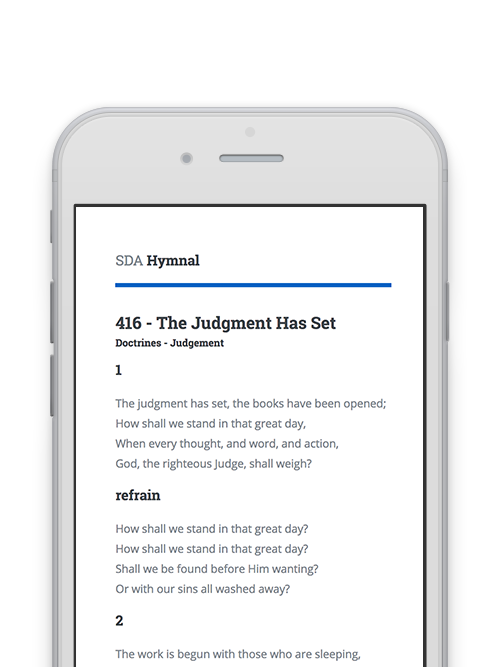 SDA Hymnal
416 - The Judgment Has Set
Doctrines - Judgement
1
The judgment has set, the books have been opened;
How shall we stand in that great day,
When every thought, and word, and action,
God, the righteous Judge, shall weigh?
refrain
How shall we stand in that great day?
How shall we stand in that great day?
Shall we be found before Him wanting?
Or with our sins all washed away?
2
The work is begun with those who are sleeping,